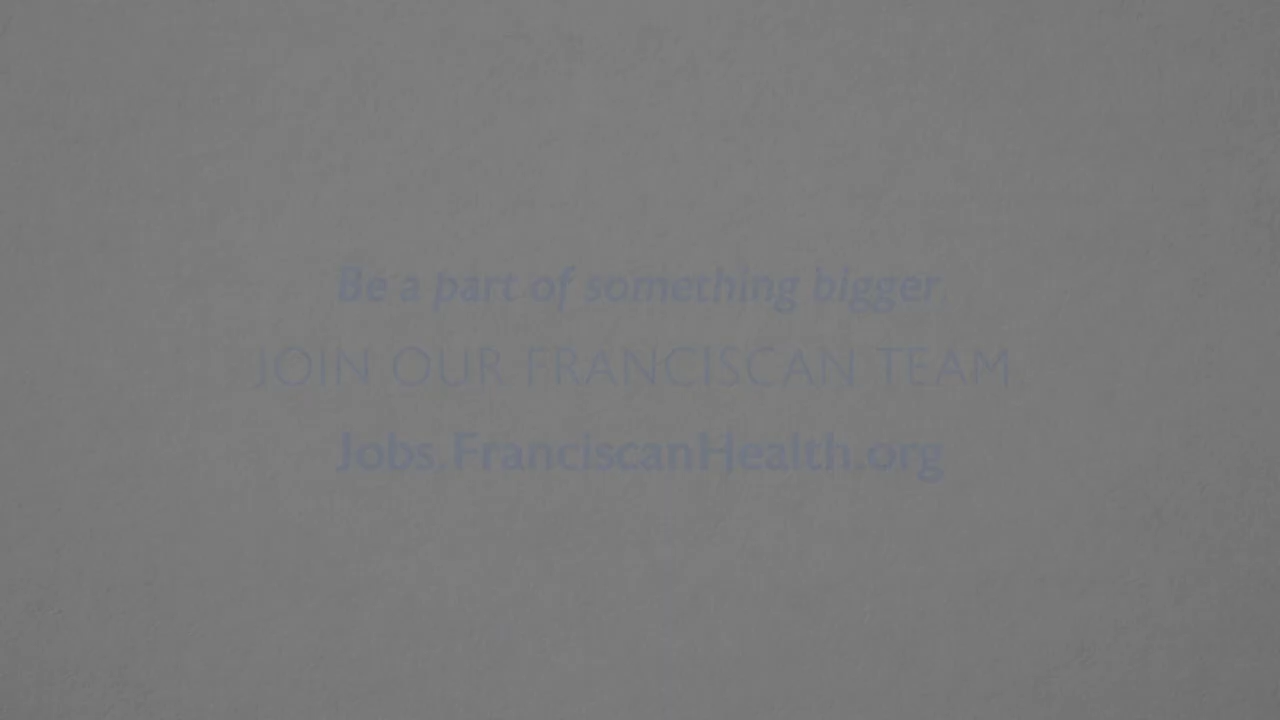 Be a part of something bigger.
JOIN OUR FRANCISCAN TEAM
Jobs.FranciscanHealth.org